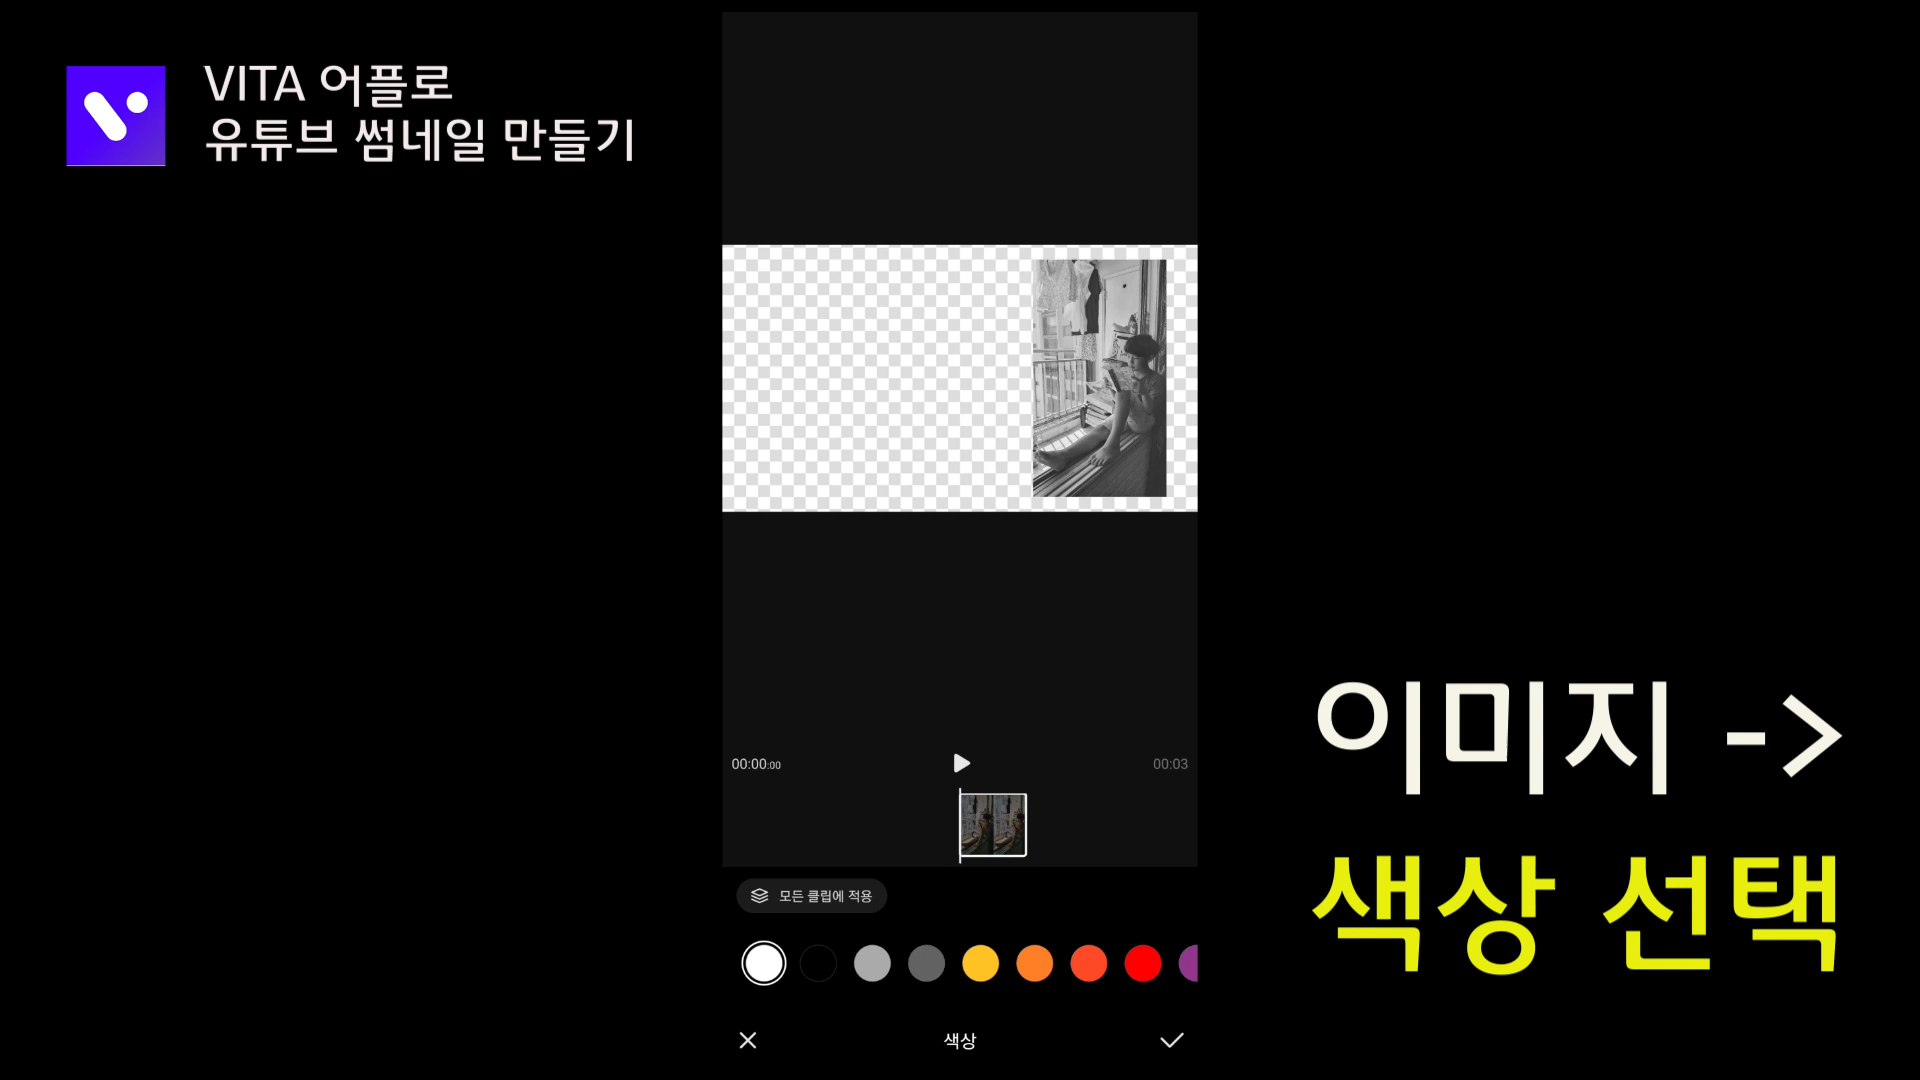 VITA 어플로
유튜브 썸네일 만들기
00:00:00
00:03
모든 클립에 적용
색상
이미지 ->
색상 선택